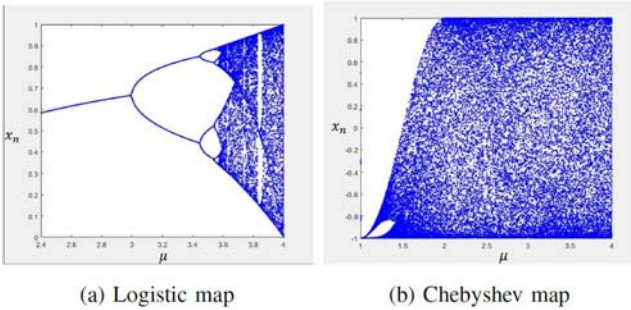 1
0.9
0.8
0.7
0.6
x_n
0.5
0.4
0.3
0.2
0.1
0
2.4 2.6 2.8 3 3.2 3.4 3.6 3.8 4
μ
(a) Logistic map
1
0.8
0.6
0.4
0.2
x_n
0
-0.2
-0.4
-0.6
-0.8
-1
1 1.5 2 2.5 3 3.5 4
μ
(b) Chebyshev map